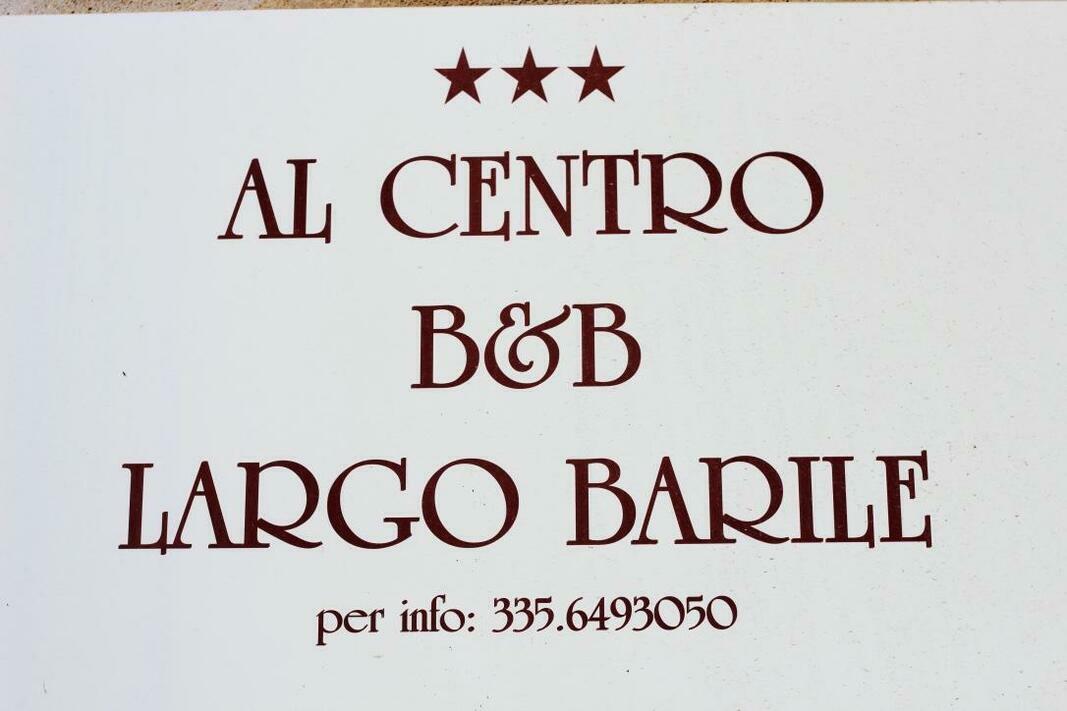 AL CENTRO
B&B
LARGO BARILE
per info: 335.6493050